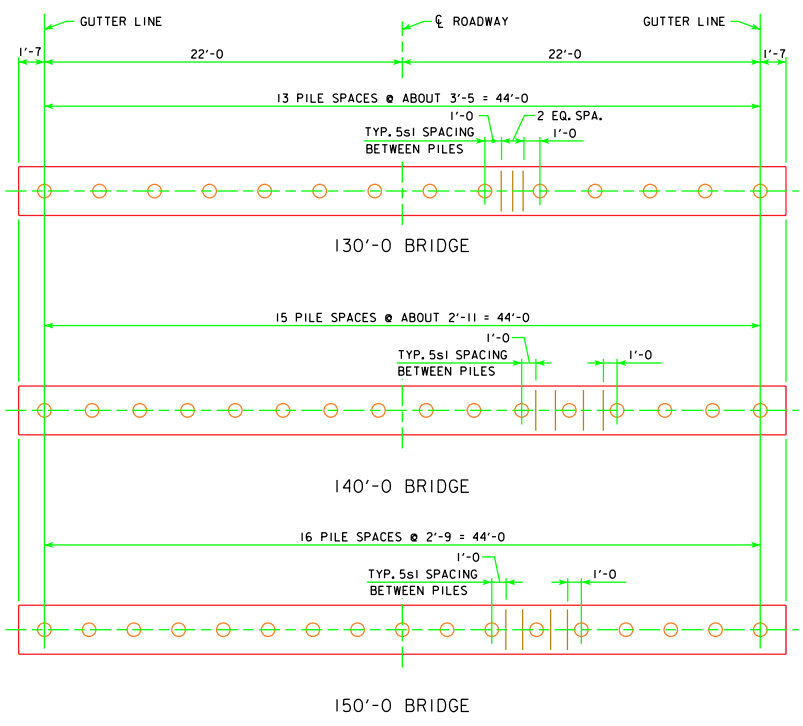 GUTTER LINE
℄ ROADWAY
GUTTER LINE
1'-7
22'-0
22'-0
1'-7
13 PILE SPACES @ ABOUT 3'-5 = 44'-0
1'-0
2 EQ. SPA.
TYP. 5s1 SPACING
BETWEEN PILES
1'-0
130'-0 BRIDGE
15 PILE SPACES @ ABOUT 2'-11 = 44'-0
1'-0
TYP. 5s1 SPACING
BETWEEN PILES
1'-0
140'-0 BRIDGE
16 PILE SPACES @ 2'-9 = 44'-0
1'-0
TYP. 5s1 SPACING
BETWEEN PILES
1'-0
150'-0 BRIDGE